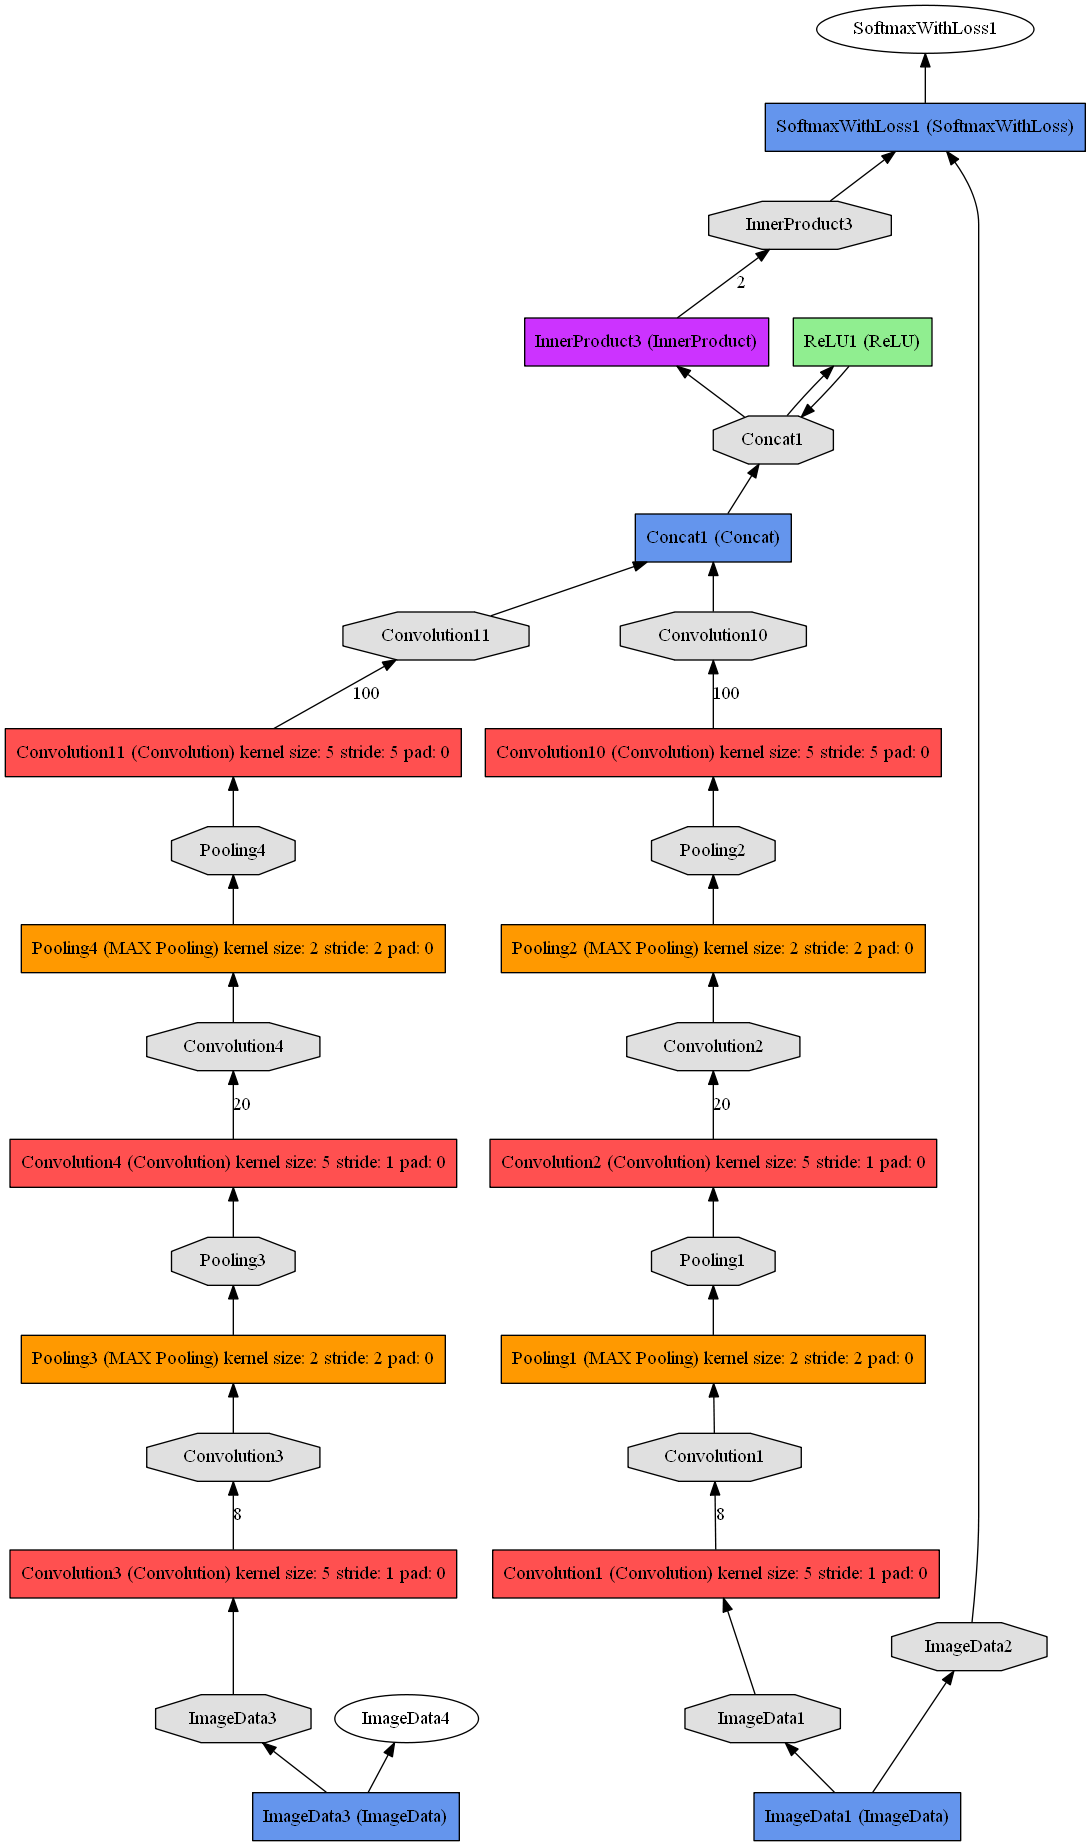 SoftmaxWithLoss1
SoftmaxWithLoss1 (SoftmaxWithLoss)
InnerProduct3
2
InnerProduct3 (InnerProduct)
ReLU1 (ReLU)
Concat1
Concat1 (Concat)
Convolution11
Convolution10
100
100
Convolution11 (Convolution) kernel size: 5 stride: 5 pad: 0
Convolution10 (Convolution) kernel size: 5 stride: 5 pad: 0
Pooling4
Pooling2
Pooling4 (MAX Pooling) kernel size: 2 stride: 2 pad: 0
Pooling2 (MAX Pooling) kernel size: 2 stride: 2 pad: 0
Convolution4
Convolution2
20
20
Convolution4 (Convolution) kernel size: 5 stride: 1 pad: 0
Convolution2 (Convolution) kernel size: 5 stride: 1 pad: 0
Pooling3
Pooling1
Pooling3 (MAX Pooling) kernel size: 2 stride: 2 pad: 0
Pooling1 (MAX Pooling) kernel size: 2 stride: 2 pad: 0
Convolution3
Convolution1
8
8
Convolution3 (Convolution) kernel size: 5 stride: 1 pad: 0
Convolution1 (Convolution) kernel size: 5 stride: 1 pad: 0
ImageData2
ImageData3
ImageData4
ImageData1
ImageData3 (ImageData)
ImageData1 (ImageData)